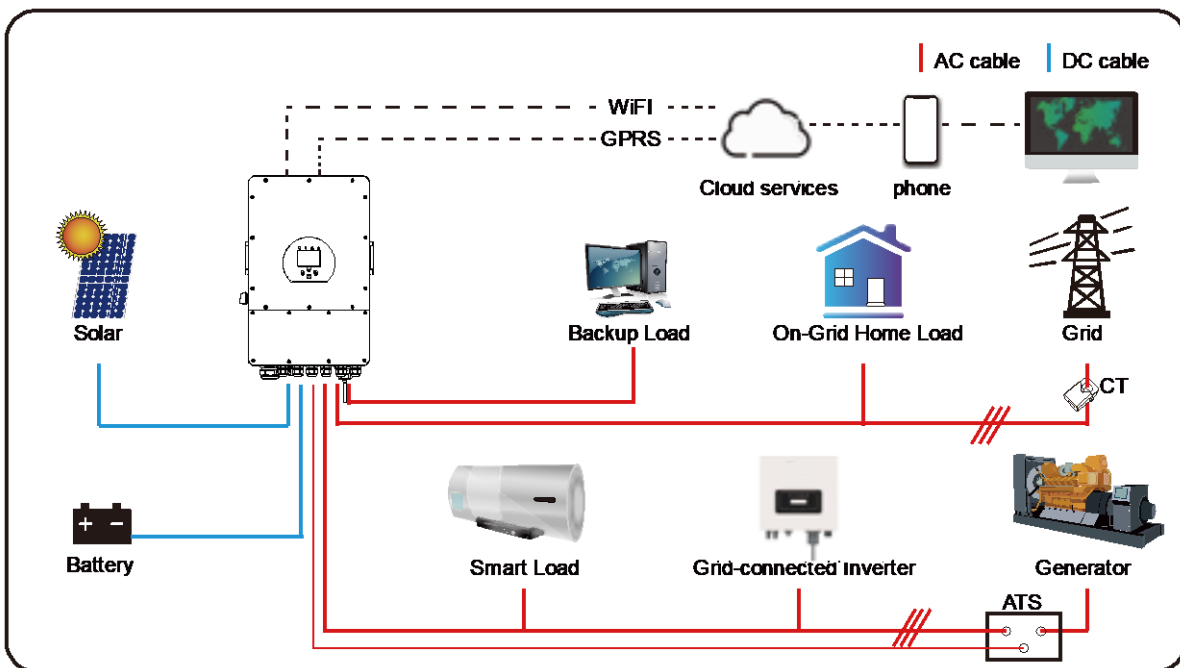 AC cable
DC cable
WiFI
GPRS
Cloud services
phone
Solar
Backup Load
On-Grid Home Load
Grid
CT
Battery
Smart Load
Grid-connected Inverter
Generator
ATS